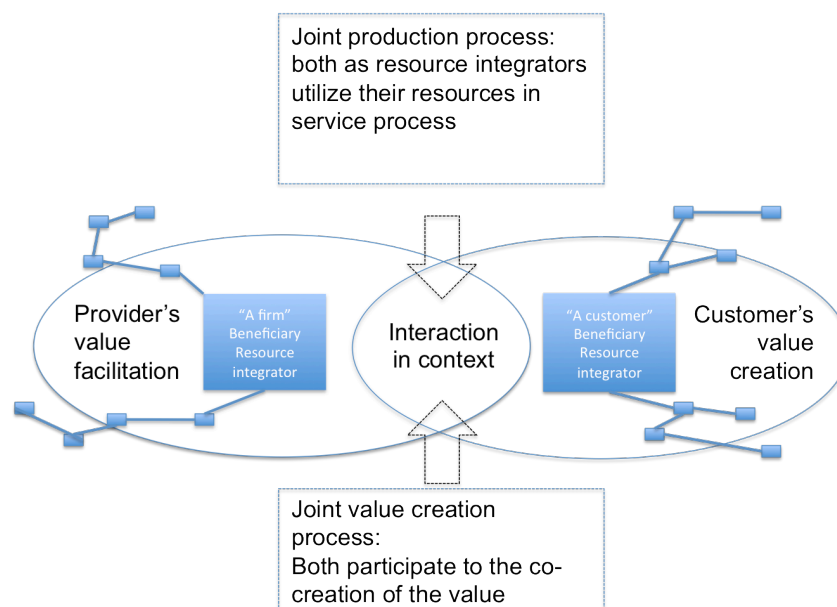 Joint production process:
both as resource integrators
utilize their resources in
service process
Provider's
value
facilitation
“A firm”
Beneficiary
Resource
integrator
Interaction
in context
“A customer”
Beneficiary
Resource
integrator
Customer's
value
creation
Joint value creation
process:
Both participate to the co-
creation of the value